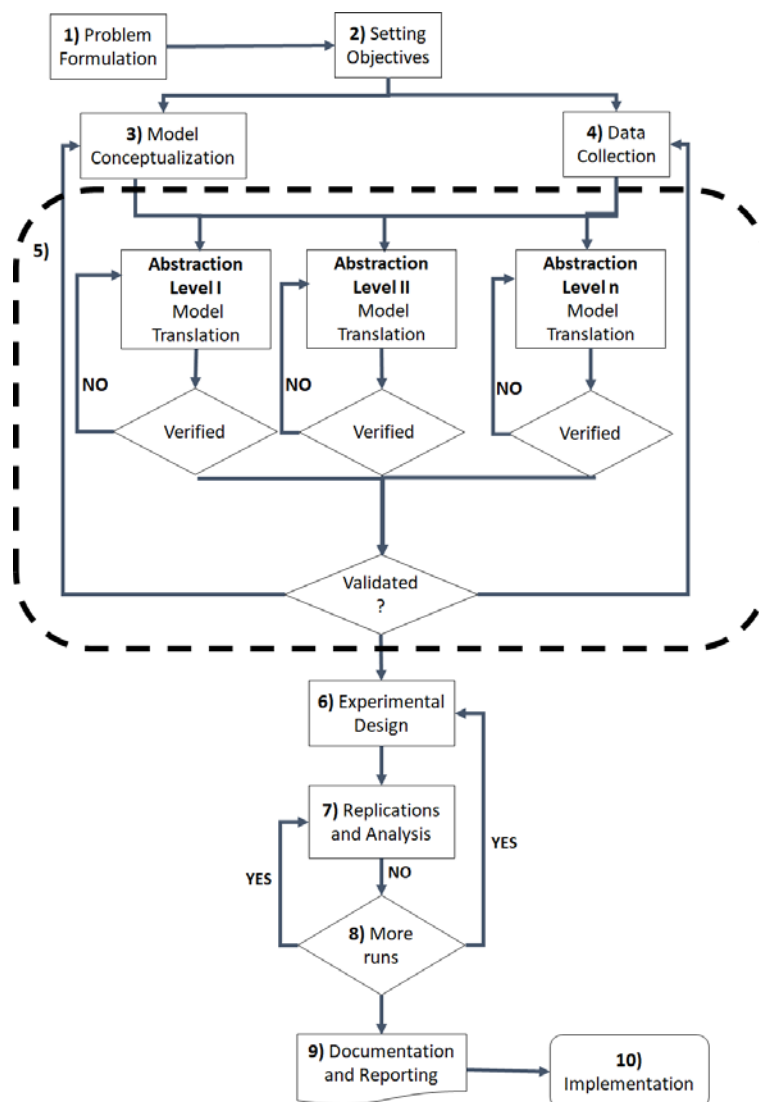 1) Problem
Formulation
2) Setting
Objectives
3) Model
Conceptualization
4) Data
Collection
5)
Abstraction
Level I
Model
Translation
Abstraction
Level II
Model
Translation
Abstraction
Level n
Model
Translation
NO
NO
NO
Verified
Verified
Verified
Validated
?
6) Experimental
Design
7) Replications
and Analysis
YES
NO
YES
8) More
runs
9) Documentation
and Reporting
10)
Implementation